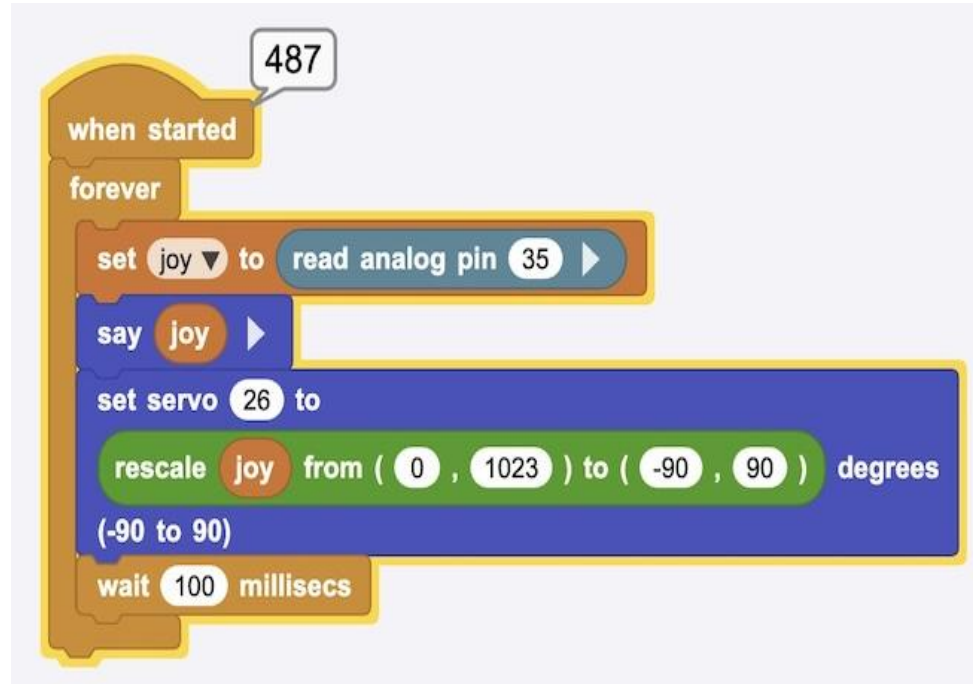 487
when started
forever
set joy ▼ to read analog pin 35
say joy
set servo 26 to
rescale joy from ( 0 , 1023 ) to ( -90 , 90 ) degrees
(-90 to 90)
wait 100 millisecs